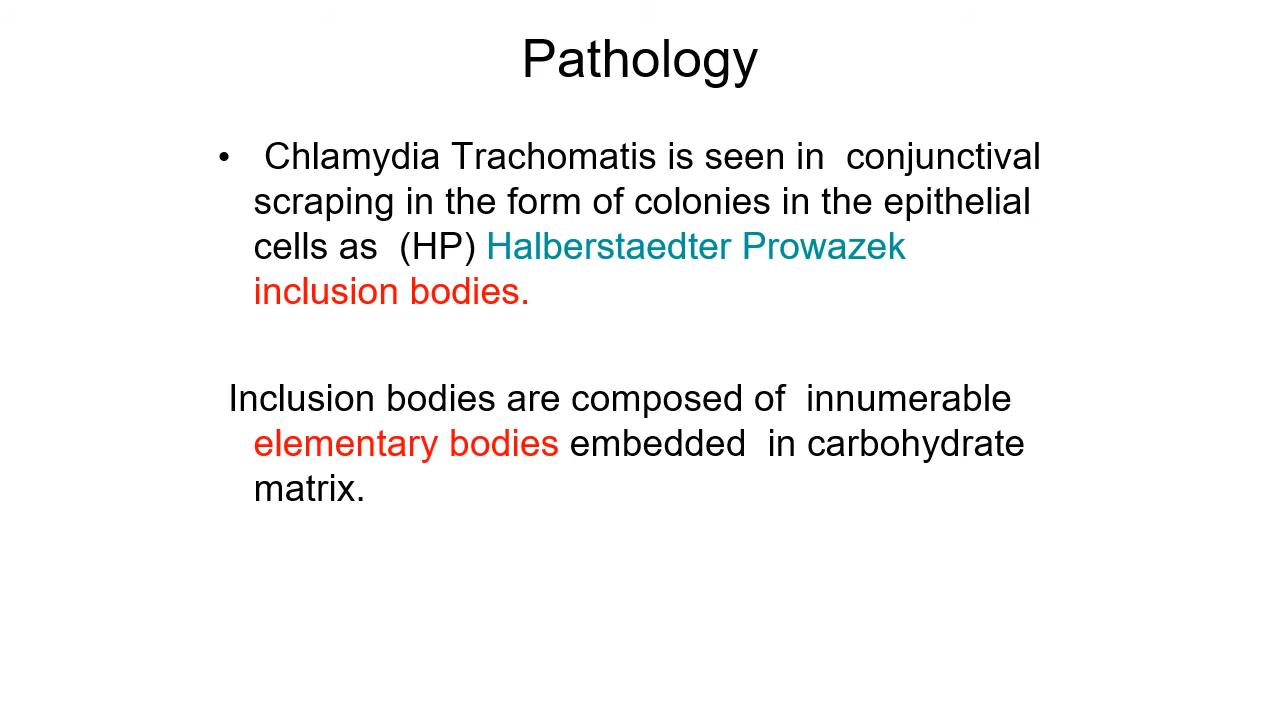 Pathology
• Chlamydia Trachomatis is seen in conjunctival
scraping in the form of colonies in the epithelial
cells as (HP) Halberstaedter Prowazek
inclusion bodies.
Inclusion bodies are composed of innumerable
elementary bodies embedded in carbohydrate
matrix.